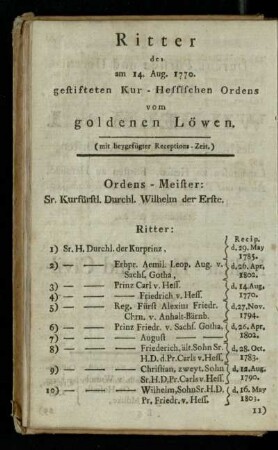 Ritter
des
am 14. Aug. 1770.
gestifteten Kur-Hessischen Ordens
vom
goldenen Löwen.
(mit beygefügter Receptions-Zeit.)
Ordens-Meister:
Sr. Kurfürstl. Durchl. Wilhelm der Erste.
Ritter:
Recip.
1) Sr. H. Durchl. der Kurprinz, d. 29. May 1785.
2) — — Erbpr. Aemil. Leop. Aug. v. Sachs. Gotha, d. 26. Apr. 1802.
3) — — Prinz Carl v. Hess. d. 14. Aug.
4) — — — Friedrich v. Hess. 1770.
5) — — Reg. Fürst Alexius Friedr. Chrn. v. Anhalt-Bärnb. d. 27. Nov. 1794.
6) — — Prinz Friedr. v. Sachs. Gotha, d. 26. Apr.
7) — — — August — — 1802.
8) — — — Friederich, ält. Sohn Sr. H.D. d. Pr. Carls v. Hess. d. 28. Oct. 1783.
9) — — — Christian, zweyt. Sohn Sr. H.D. Pr. Carls v. Hess. d. 12. Aug. 1790.
10) — — — Wilhelm, Sohn Sr. H.D. Pr. Friedr. v. Hess. d. 16. May 1803.
11)